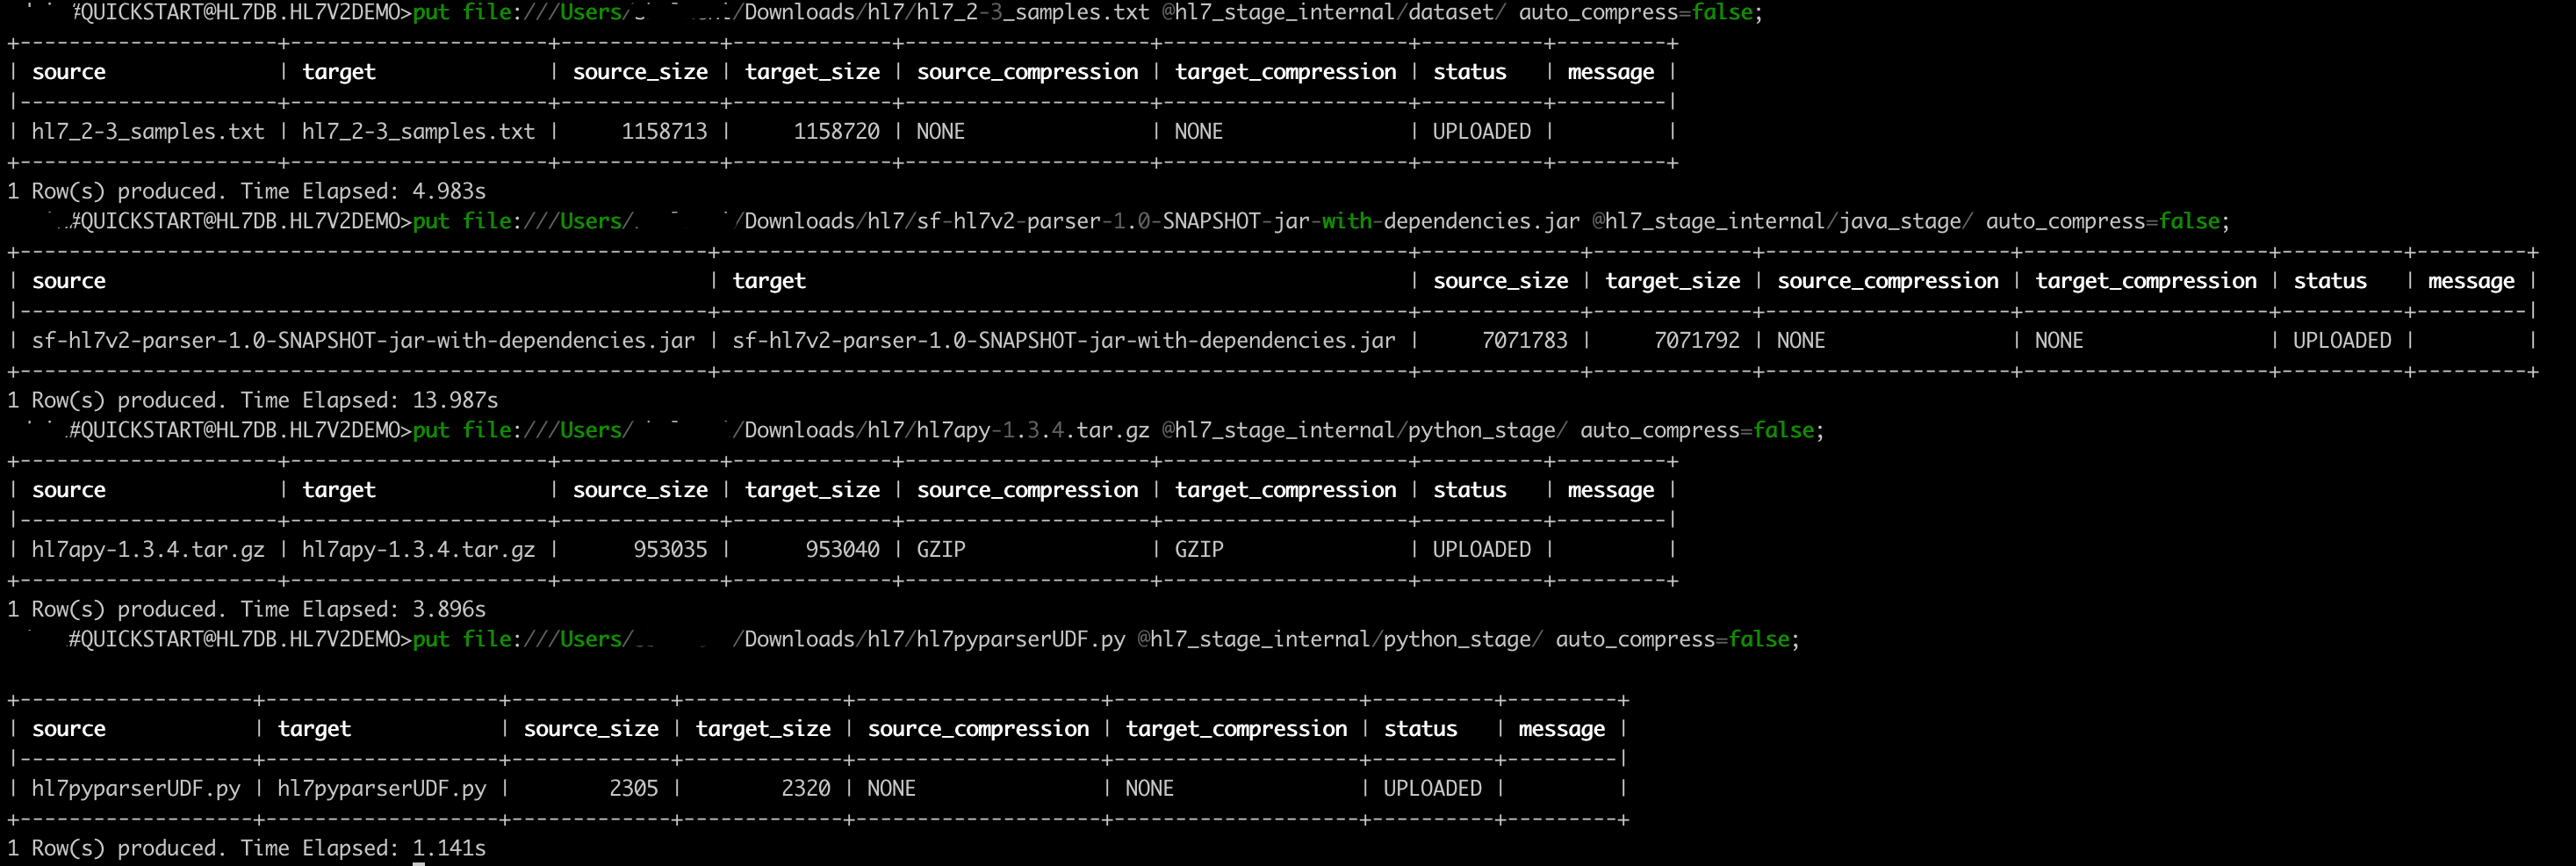 #QUICKSTART@HL7DB.HL7V2DEMO>put file:///Users/ /Downloads/hl7/hl7_2-3_samples.txt @hl7_stage_internal/dataset/ auto_compress=false;
+---------------------+----------------------+-------------+-------------+--------------------+--------------------+----------+---------+
| source              | target               | source_size | target_size | source_compression | target_compression | status   | message |
|---------------------+----------------------+-------------+-------------+--------------------+--------------------+----------+---------|
| hl7_2-3_samples.txt | hl7_2-3_samples.txt |     1158713 |     1158720 | NONE               | NONE               | UPLOADED |         |
+---------------------+----------------------+-------------+-------------+--------------------+--------------------+----------+---------+
1 Row(s) produced. Time Elapsed: 4.983s
#QUICKSTART@HL7DB.HL7V2DEMO>put file:///Users/ /Downloads/hl7/sf-hl7v2-parser-1.0-SNAPSHOT-jar-with-dependencies.jar @hl7_stage_internal/java_stage/ auto_compress=false;
+--------------------------------------------------------+--------------------------------------------------------+-------------+-------------+--------------------+--------------------+----------+---------+
| source                                                 | target                                                 | source_size | target_size | source_compression | target_compression | status   | message |
|--------------------------------------------------------+--------------------------------------------------------+-------------+-------------+--------------------+--------------------+----------+---------|
| sf-hl7v2-parser-1.0-SNAPSHOT-jar-with-dependencies.jar | sf-hl7v2-parser-1.0-SNAPSHOT-jar-with-dependencies.jar |     7071783 |     7071792 | NONE               | NONE               | UPLOADED |         |
+--------------------------------------------------------+--------------------------------------------------------+-------------+-------------+--------------------+--------------------+----------+---------+
1 Row(s) produced. Time Elapsed: 13.987s
#QUICKSTART@HL7DB.HL7V2DEMO>put file:///Users/ /Downloads/hl7/hl7apy-1.3.4.tar.gz @hl7_stage_internal/python_stage/ auto_compress=false;
+---------------------+---------------------+-------------+-------------+--------------------+--------------------+----------+---------+
| source              | target              | source_size | target_size | source_compression | target_compression | status   | message |
|---------------------+---------------------+-------------+-------------+--------------------+--------------------+----------+---------|
| hl7apy-1.3.4.tar.gz | hl7apy-1.3.4.tar.gz |      953035 |      953040 | GZIP               | GZIP               | UPLOADED |         |
+---------------------+---------------------+-------------+-------------+--------------------+--------------------+----------+---------+
1 Row(s) produced. Time Elapsed: 3.896s
#QUICKSTART@HL7DB.HL7V2DEMO>put file:///Users/ /Downloads/hl7/hl7pyparserUDF.py @hl7_stage_internal/python_stage/ auto_compress=false;
+-------------------+-------------------+-------------+-------------+--------------------+--------------------+----------+---------+
| source            | target            | source_size | target_size | source_compression | target_compression | status   | message |
|-------------------+-------------------+-------------+-------------+--------------------+--------------------+----------+---------|
| hl7pyparserUDF.py | hl7pyparserUDF.py |        2305 |        2320 | NONE               | NONE               | UPLOADED |         |
+-------------------+-------------------+-------------+-------------+--------------------+--------------------+----------+---------+
1 Row(s) produced. Time Elapsed: 1.141s